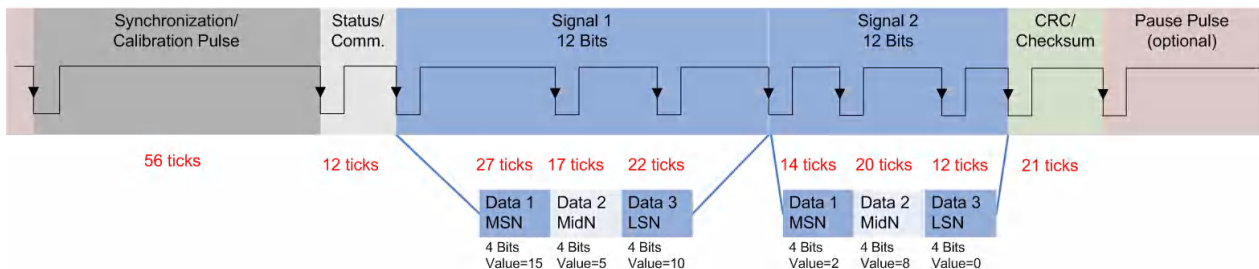 Synchronization/
Calibration Pulse
Status/
Comm.
Signal 1
12 Bits
Signal 2
12 Bits
CRC/
Checksum
Pause Pulse
(optional)
56 ticks
12 ticks
27 ticks
17 ticks
22 ticks
14 ticks
20 ticks
12 ticks
21 ticks
Data 1
MSN
Data 2
MidN
Data 3
LSN
Data 1
MSN
Data 2
MidN
Data 3
LSN
4 Bits
Value=15
4 Bits
Value=5
4 Bits
Value=10
4 Bits
Value=2
4 Bits
Value=8
4 Bits
Value=0